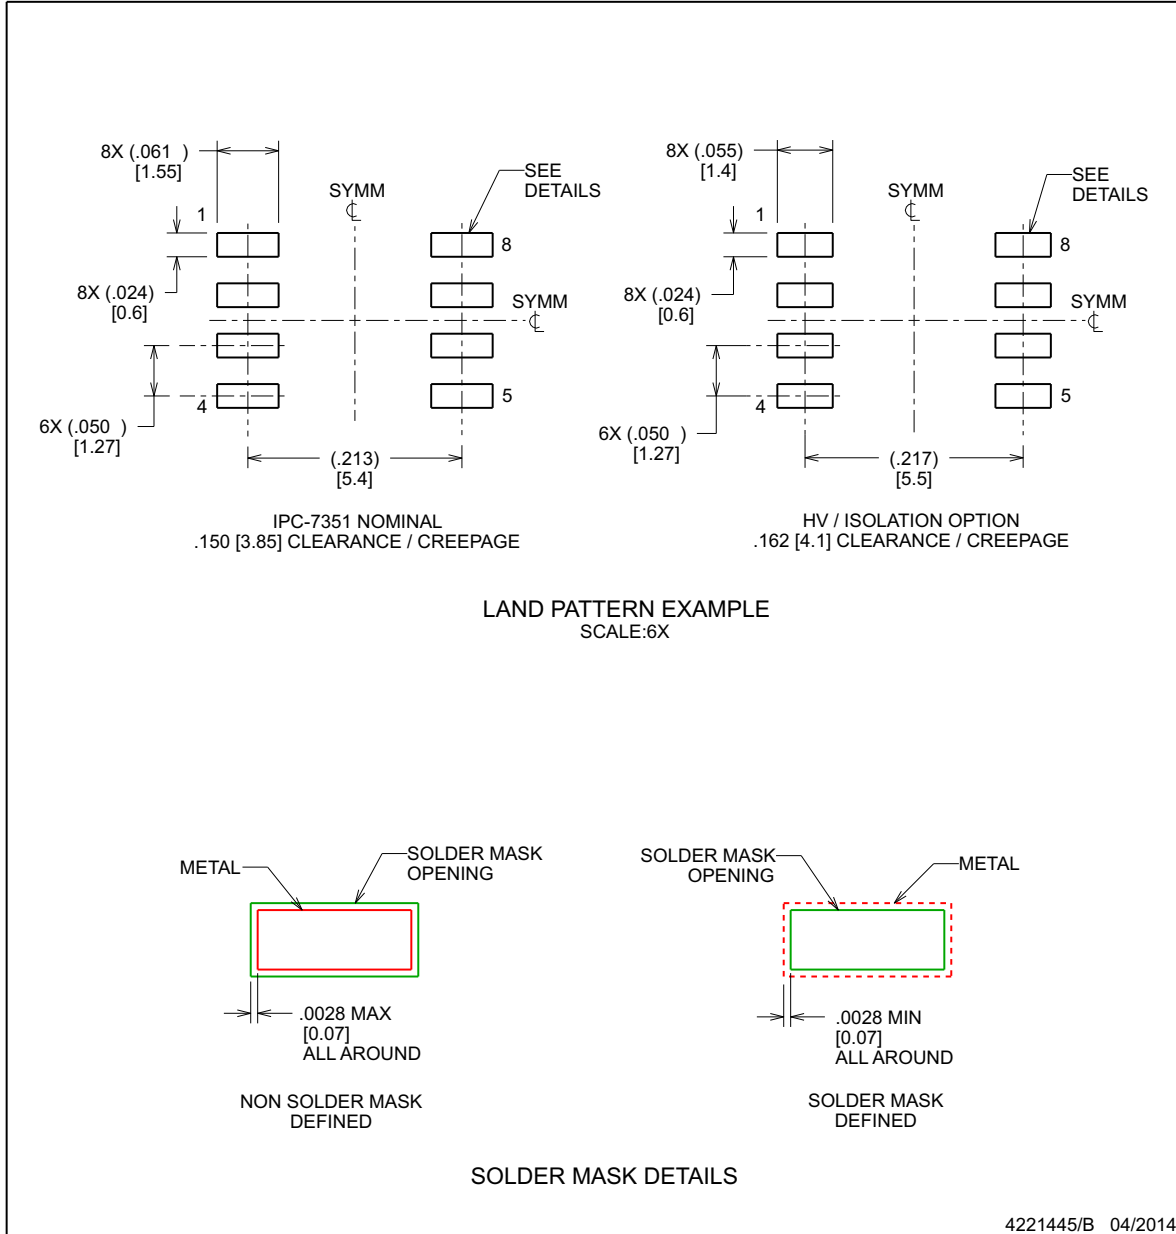 8X (.061 )
[1.55]
SYMM
℄
SEE
DETAILS
1
8
8X (.024)
[0.6]
SYMM
℄
4
5
6X (.050 )
[1.27]
(.213)
[5.4]
IPC-7351 NOMINAL
.150 [3.85] CLEARANCE / CREEPAGE
8X (.055)
[1.4]
SYMM
℄
SEE
DETAILS
1
8
8X (.024)
[0.6]
SYMM
℄
4
5
6X (.050 )
[1.27]
(.217)
[5.5]
HV / ISOLATION OPTION
.162 [4.1] CLEARANCE / CREEPAGE
LAND PATTERN EXAMPLE
SCALE:6X
METAL
SOLDER MASK
OPENING
.0028 MAX
[0.07]
ALL AROUND
NON SOLDER MASK
DEFINED
SOLDER MASK
OPENING
METAL
.0028 MIN
[0.07]
ALL AROUND
SOLDER MASK
DEFINED
SOLDER MASK DETAILS
4221445/B 04/2014